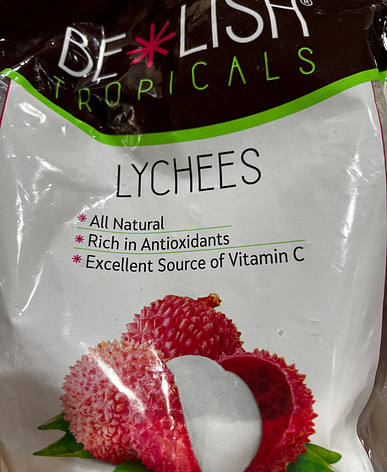 BE*LISH®
TROPICALS
LYCHEES
* All Natural
* Rich in Antioxidants
* Excellent Source of Vitamin C